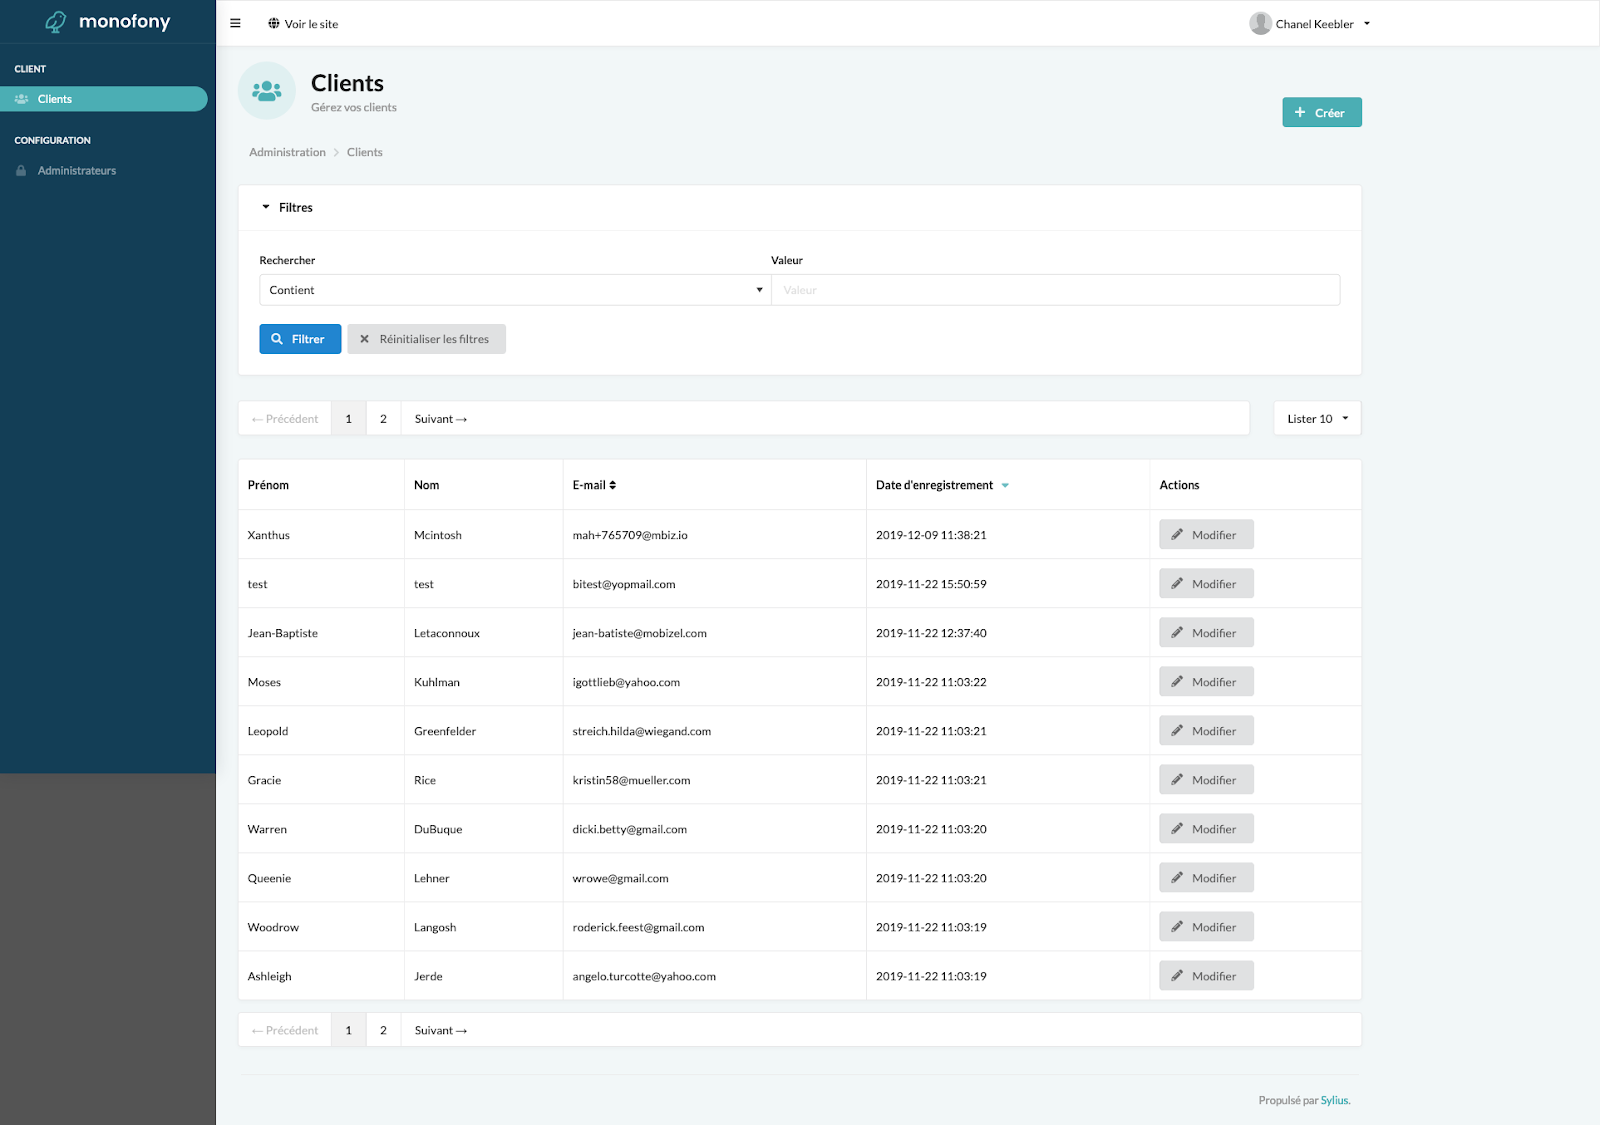 monofony
Voir le site
Chanel Keebler
CLIENT
Clients
CONFIGURATION
Administrateurs
Clients
Gérez vos clients
Créer
Administration > Clients
Filtres
Rechercher Valeur
Contient Valeur
Filtrer Réinitialiser les filtres
← Précédent 1 2 Suivant → Lister 10
Prénom Nom E-mail Date d'enregistrement Actions
Xanthus Mcintosh mah+765709@mbiz.io 2019-12-09 11:38:21 Modifier
test test bitest@yopmail.com 2019-11-22 15:50:59 Modifier
Jean-Baptiste Letaconnoux jean-batiste@mobizel.com 2019-11-22 12:37:40 Modifier
Moses Kuhlman igottlieb@yahoo.com 2019-11-22 11:03:22 Modifier
Leopold Greenfelder streich.hilda@wiegand.com 2019-11-22 11:03:21 Modifier
Gracie Rice kristin58@mueller.com 2019-11-22 11:03:21 Modifier
Warren DuBuque dicki.betty@gmail.com 2019-11-22 11:03:20 Modifier
Queenie Lehner wrowe@gmail.com 2019-11-22 11:03:20 Modifier
Woodrow Langosh roderick.feest@gmail.com 2019-11-22 11:03:19 Modifier
Ashleigh Jerde angelo.turcotte@yahoo.com 2019-11-22 11:03:19 Modifier
← Précédent 1 2 Suivant →
Propulsé par Sylius.